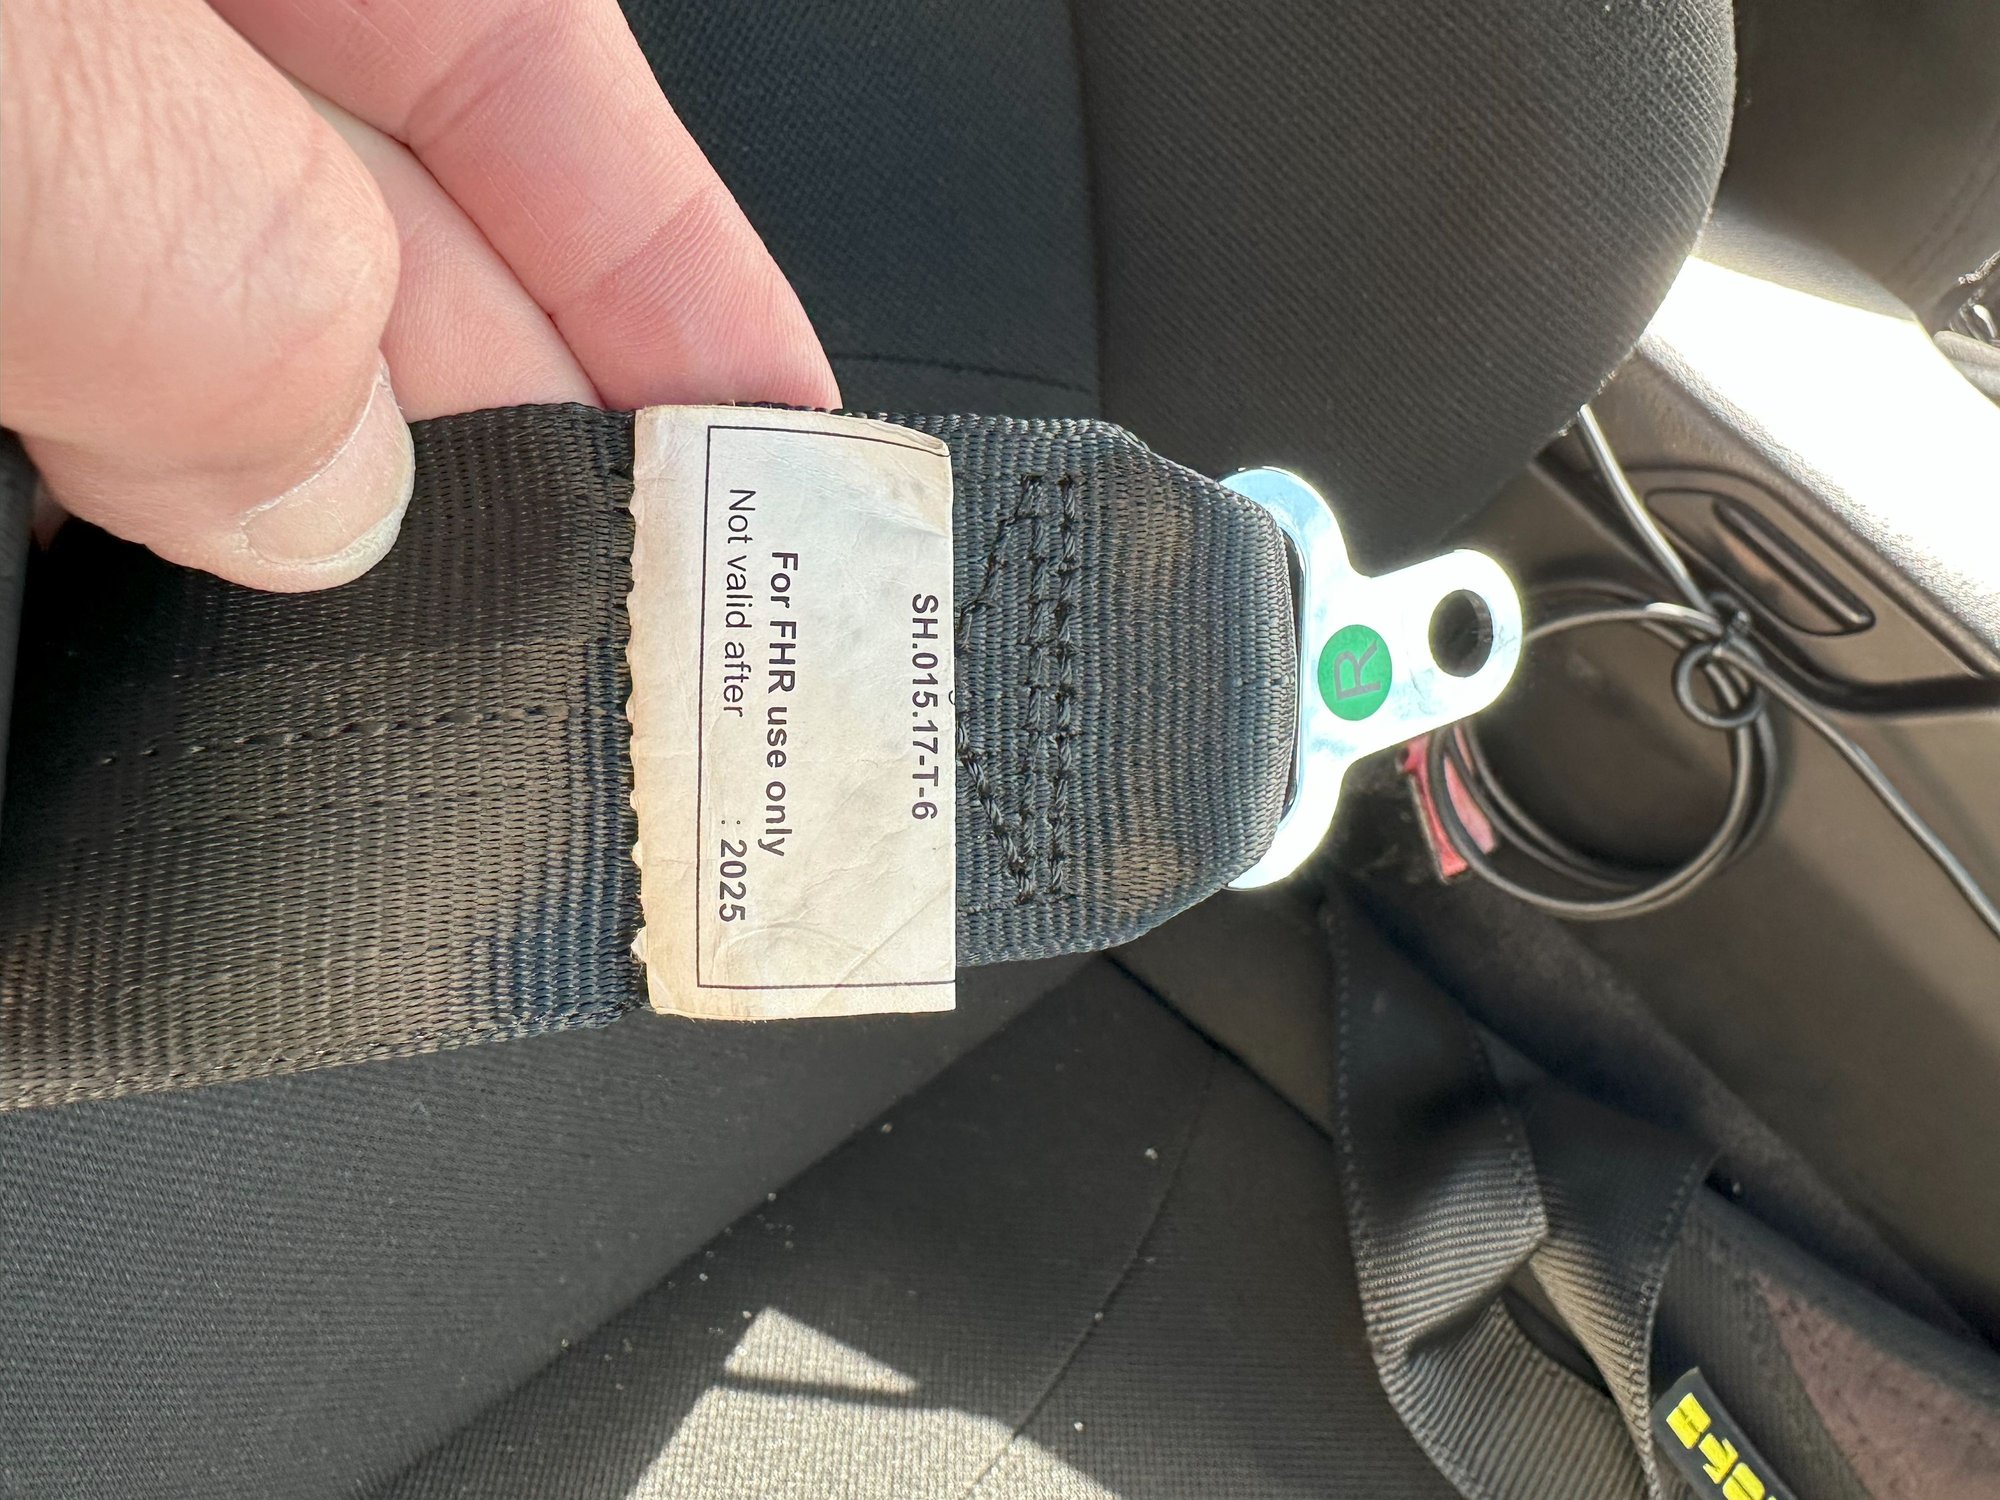 SH.015.17-T-6
For FHR use only
Not valid after : 2025
R